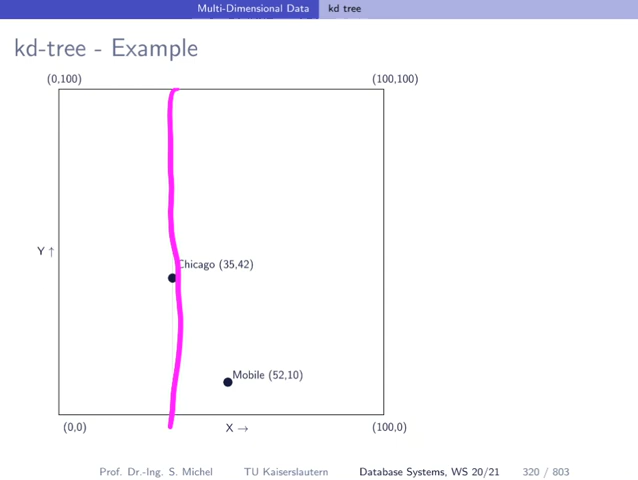 Multi-Dimensional Data kd tree
kd-tree - Example
(0,100) (100,100)
Y ↑
Chicago (35,42)
Mobile (52,10)
(0,0) X → (100,0)
Prof. Dr.-Ing. S. Michel TU Kaiserslautern Database Systems, WS 20/21 320 / 803